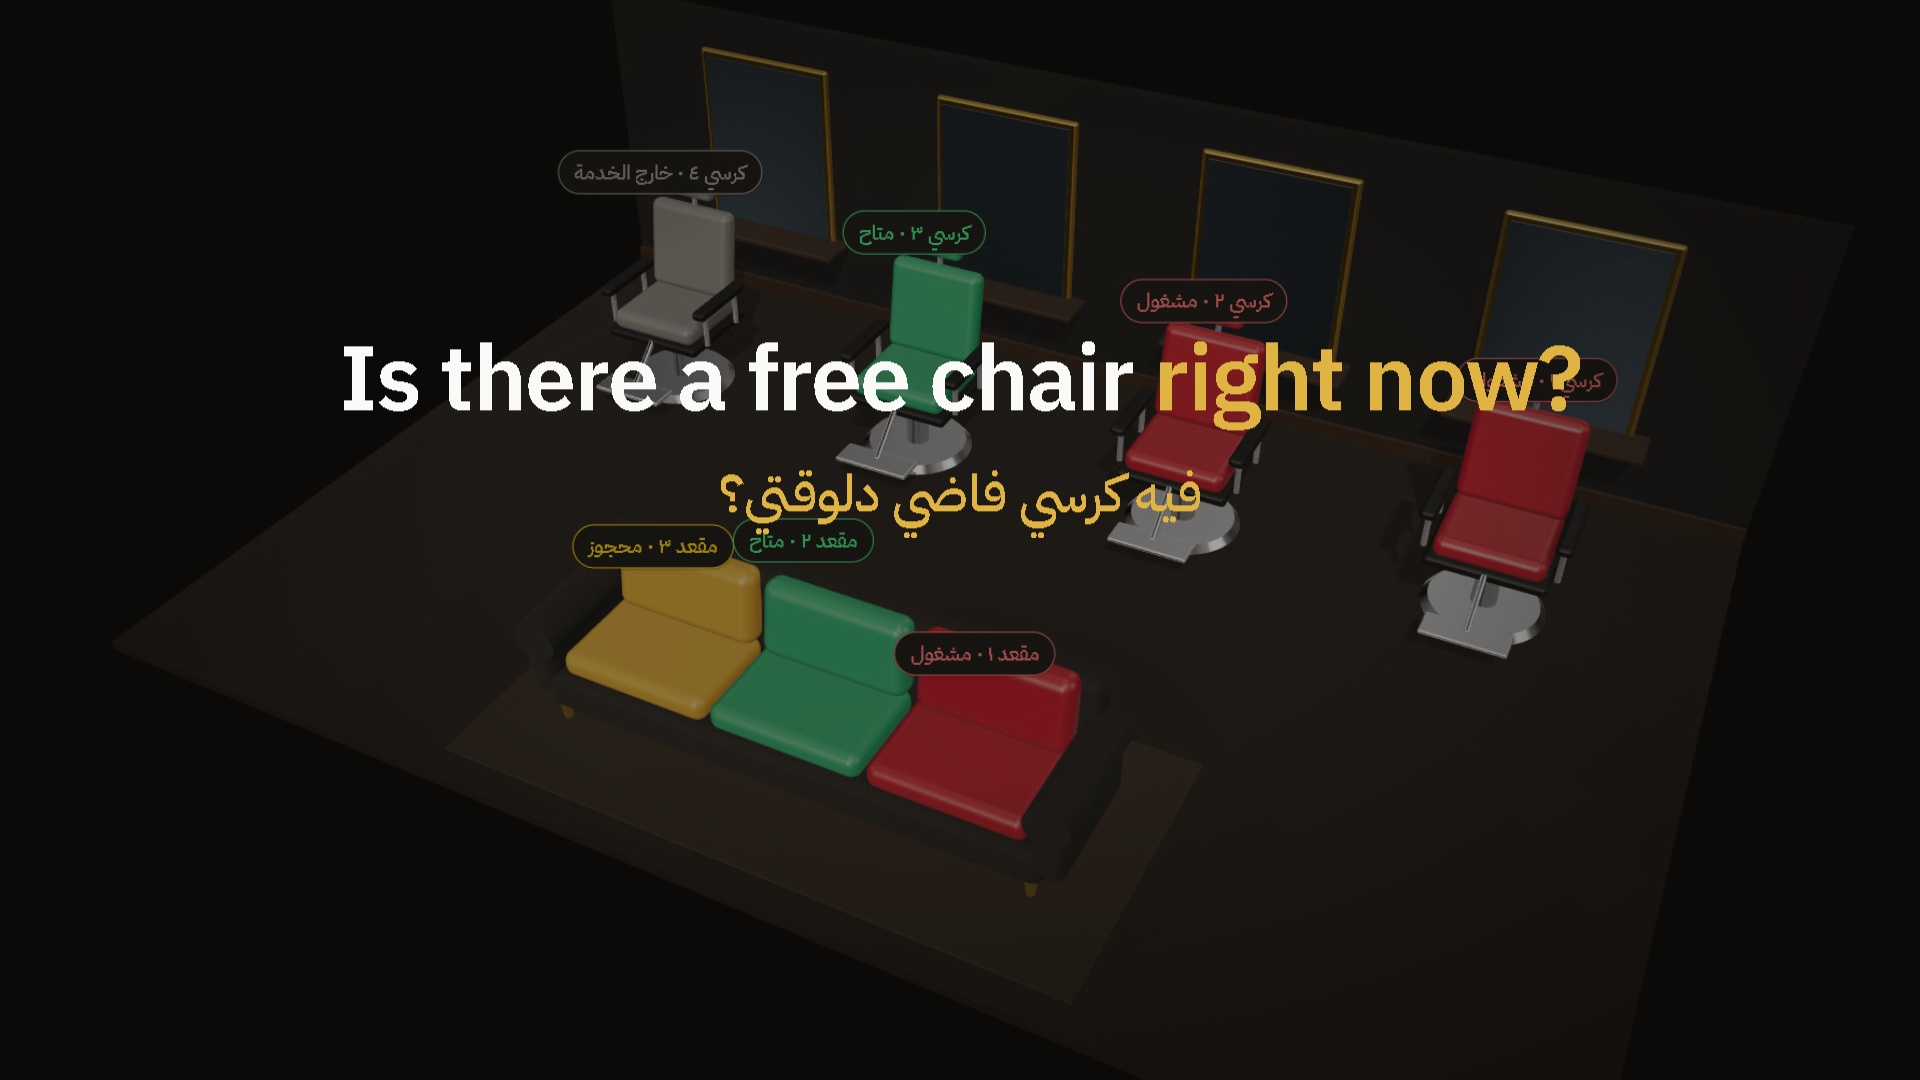 كرسي ٤ · خارج الخدمة
كرسي ٣ · متاح
كرسي ٢ · مشغول
كرسي
Is there a free chair right now?
فيه كرسي فاضي دلوقتي؟
مقعد ٣ · محجوز
مقعد ٢ · متاح
مقعد ١ · مشغول